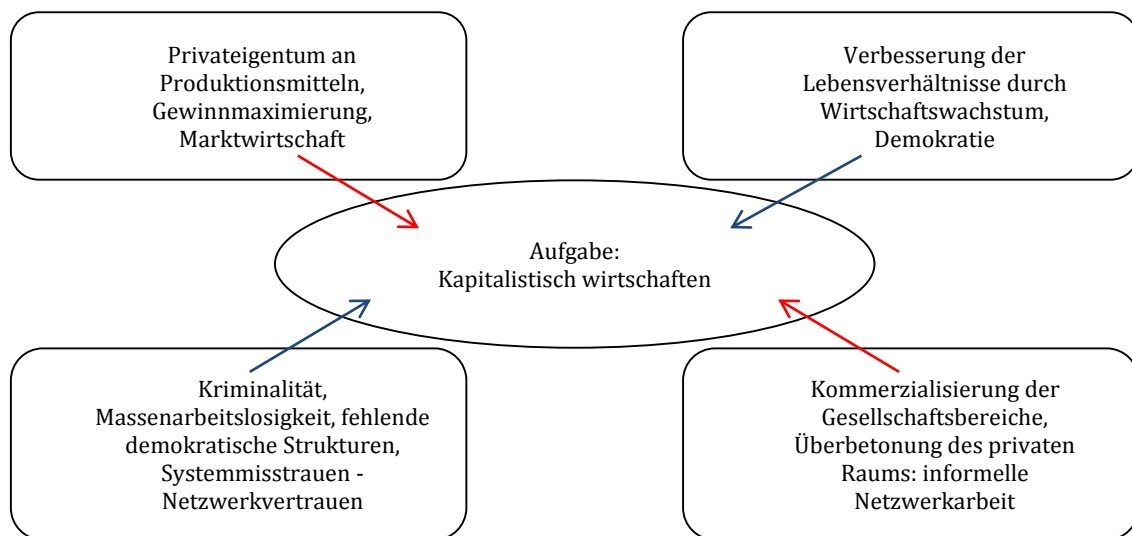 Privateigentum an
Produktionsmitteln,
Gewinnmaximierung,
Marktwirtschaft
Verbesserung der
Lebensverhältnisse durch
Wirtschaftswachstum,
Demokratie
Aufgabe:
Kapitalistisch wirtschaften
Kriminalität,
Massenarbeitslosigkeit, fehlende
demokratische Strukturen,
Systemmisstrauen -
Netzwerkvertrauen
Kommerzialisierung der
Gesellschaftsbereiche,
Überbetonung des privaten
Raums: informelle
Netzwerkarbeit